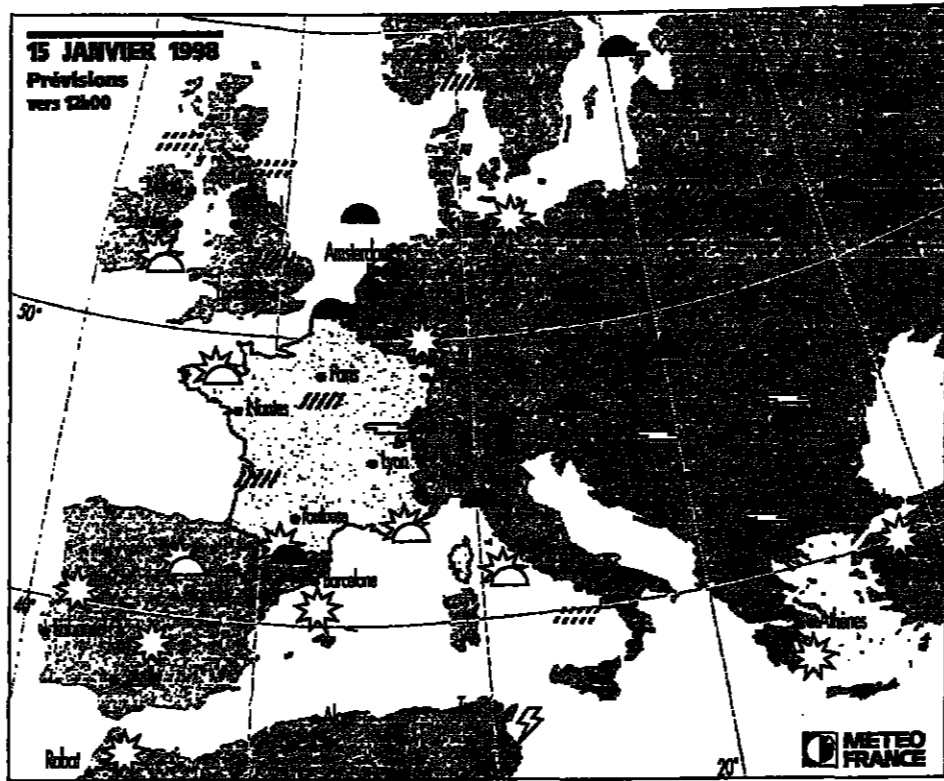 15 JANVIER 1998
Prévisions
vers 12h00
Amsterdam
50°
Paris
Nantes
Lyon
Toulouse
Barcelone
40°
Athènes
Rabat
20°
METEO
FRANCE